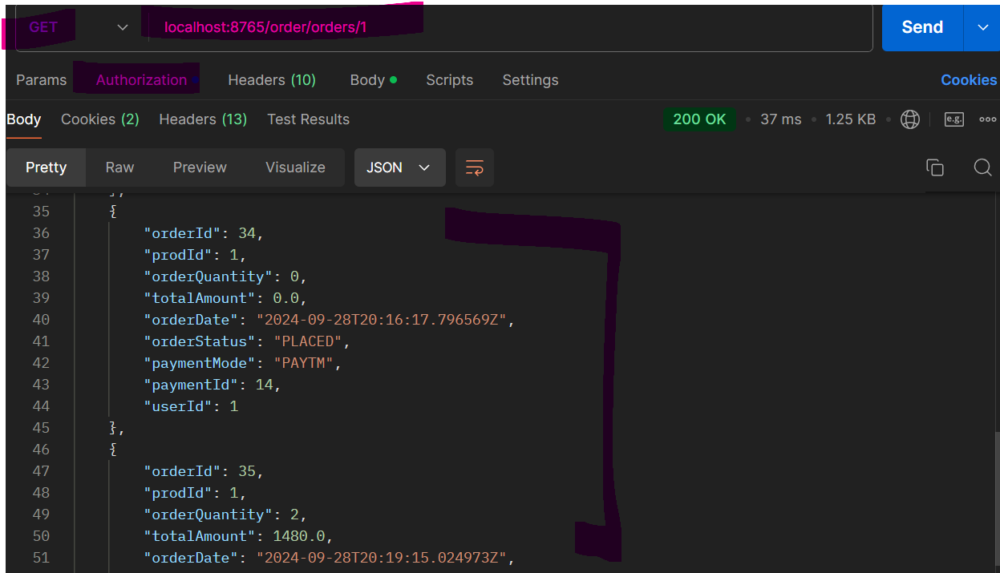 GET localhost:8765/order/orders/1 Send
Params Authorization Headers (10) Body Scripts Settings Cookies
Body Cookies (2) Headers (13) Test Results 200 OK 37 ms 1.25 KB e.g.
Pretty Raw Preview Visualize JSON
34 },
35 {
36 "orderId": 34,
37 "prodId": 1,
38 "orderQuantity": 0,
39 "totalAmount": 0.0,
40 "orderDate": "2024-09-28T20:16:17.796569Z",
41 "orderStatus": "PLACED",
42 "paymentMode": "PAYTM",
43 "paymentId": 14,
44 "userId": 1
45 },
46 {
47 "orderId": 35,
48 "prodId": 1,
49 "orderQuantity": 2,
50 "totalAmount": 1480.0,
51 "orderDate": "2024-09-28T20:19:15.024973Z",